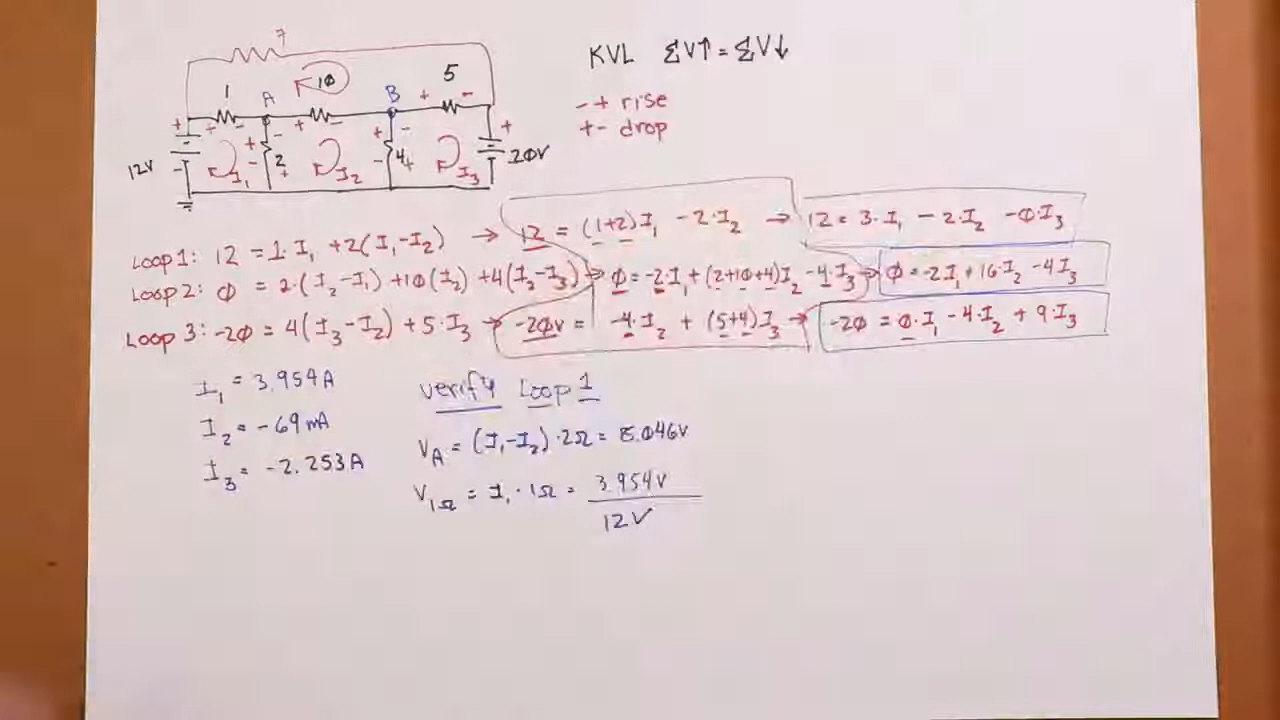 7
KVL ΣV↑ = ΣV↓
1 A 10 B + 5 -
- + rise
+ - drop
+ + - + - - + - +
12V - I₁ - 2 + I₂ - 4 + I₃ 20V
Loop 1: 12 = 1·I₁ + 2(I₁-I₂) → 12 = (1+2)I₁ - 2·I₂ → 12 = 3·I₁ - 2·I₂ - 0·I₃
Loop 2: 0 = 2·(I₂-I₁) + 10(I₂) + 4(I₂-I₃) → 0 = -2·I₁ + (2+10+4)I₂ - 4·I₃ → 0 = -2I₁ + 16·I₂ - 4I₃
Loop 3: -20 = 4(I₃-I₂) + 5·I₃ → -20V = -4·I₂ + (5+4)I₃ → -20 = 0·I₁ - 4·I₂ + 9·I₃
I₁ = 3.954A
I₂ = -69mA
I₃ = -2.253A
Verify Loop 1
V_A = (I₁-I₂)·2Ω = 8.046V
V₁Ω = I₁·1Ω = 3.954V
12V